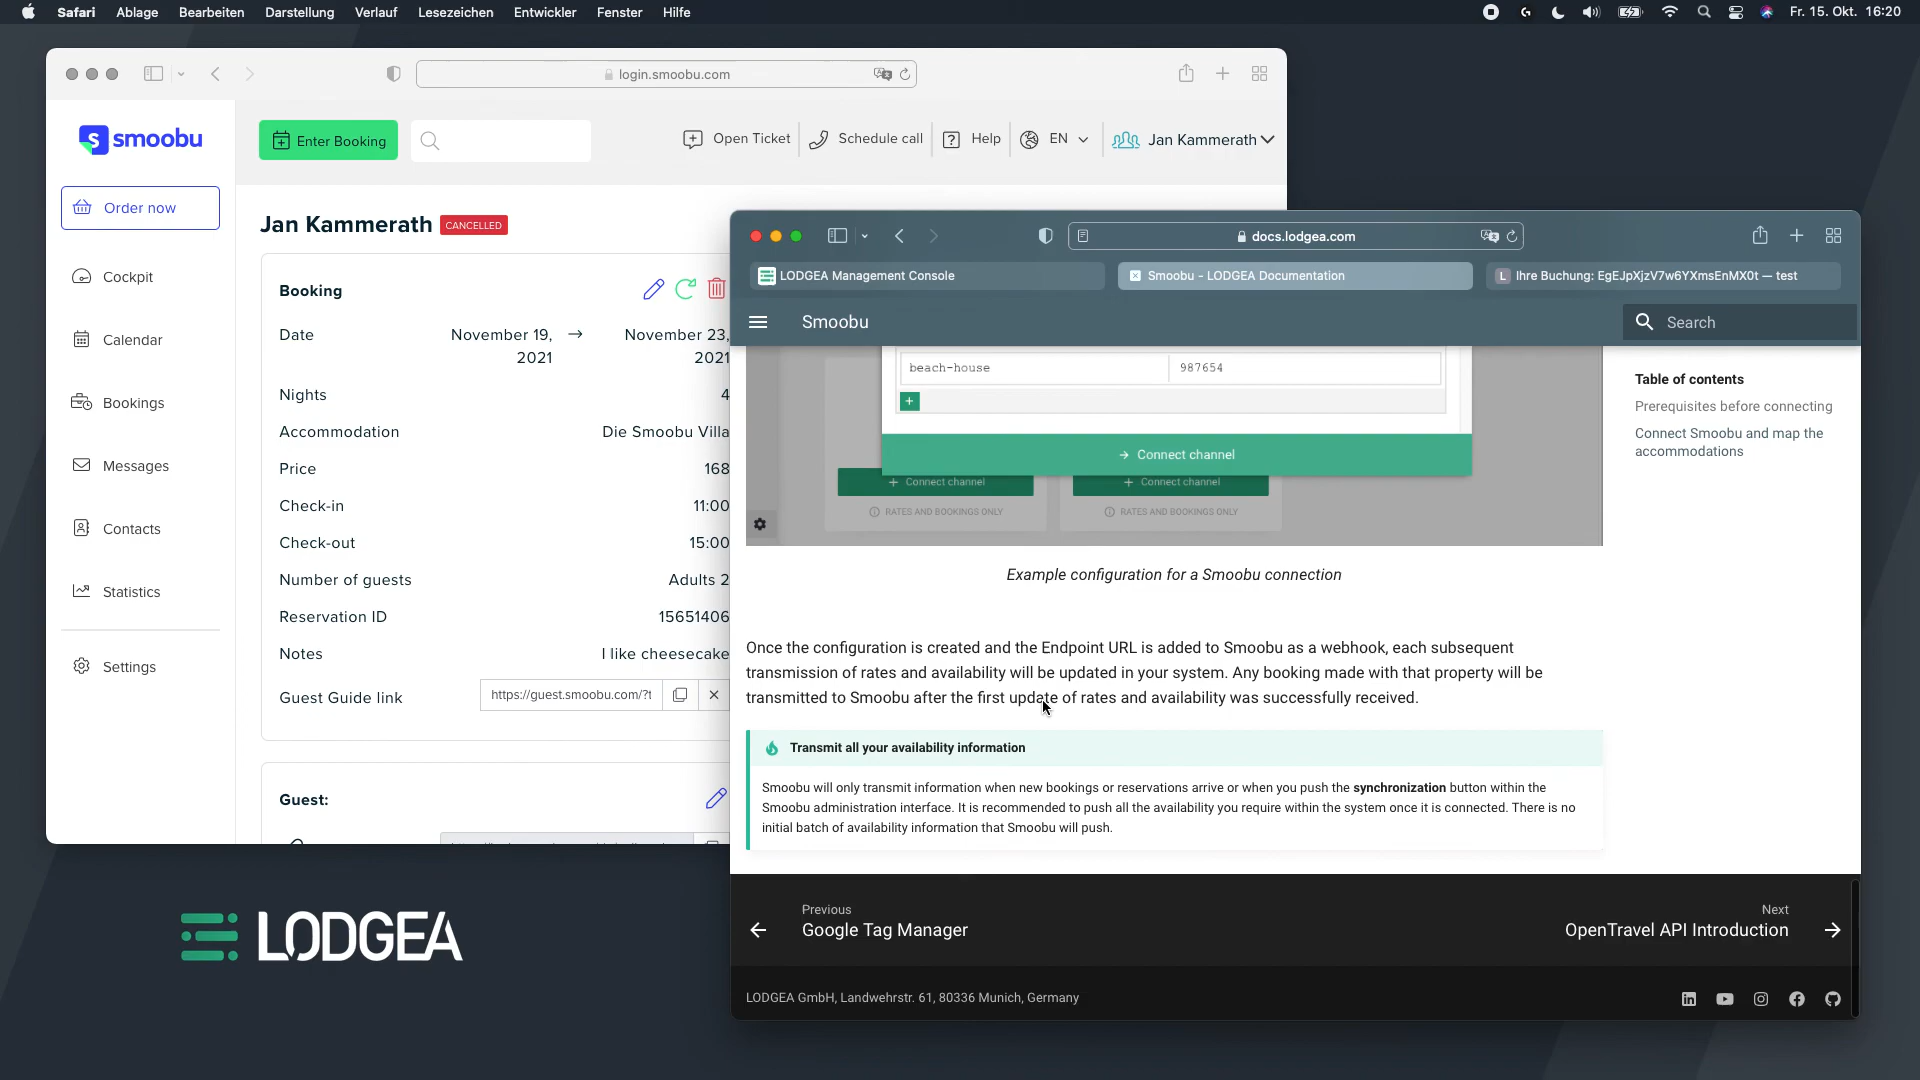 Safari Ablage Bearbeiten Darstellung Verlauf Lesezeichen Entwickler Fenster Hilfe Fr. 15. Okt. 16:20
login.smoobu.com
smoobu
Enter Booking
Open Ticket
Schedule call
Help
EN
Jan Kammerath
Order now
Cockpit
Calendar
Bookings
Messages
Contacts
Statistics
Settings
Jan Kammerath CANCELLED
Booking
Date November 19, → November 23,
2021 2021
Nights 4
Accommodation Die Smoobu Villa
Price 168
Check-in 11:00
Check-out 15:00
Number of guests Adults 2
Reservation ID 15651406
Notes I like cheesecake
Guest Guide link https://guest.smoobu.com/?t
Guest:
LODGEA
docs.lodgea.com
LODGEA Management Console
Smoobu - LODGEA Documentation
L Ihre Buchung: EgEJpXjzV7w6YXmsEnMX0t — test
Smoobu
Search
beach-house 987654
+
→ Connect channel
+ Connect channel + Connect channel
RATES AND BOOKINGS ONLY RATES AND BOOKINGS ONLY
Example configuration for a Smoobu connection
Table of contents
Prerequisites before connecting
Connect Smoobu and map the
accommodations
Once the configuration is created and the Endpoint URL is added to Smoobu as a webhook, each subsequent
transmission of rates and availability will be updated in your system. Any booking made with that property will be
transmitted to Smoobu after the first update of rates and availability was successfully received.
Transmit all your availability information
Smoobu will only transmit information when new bookings or reservations arrive or when you push the synchronization button within the
Smoobu administration interface. It is recommended to push all the availability you require within the system once it is connected. There is no
initial batch of availability information that Smoobu will push.
Previous
Google Tag Manager
Next
OpenTravel API Introduction
LODGEA GmbH, Landwehrstr. 61, 80336 Munich, Germany